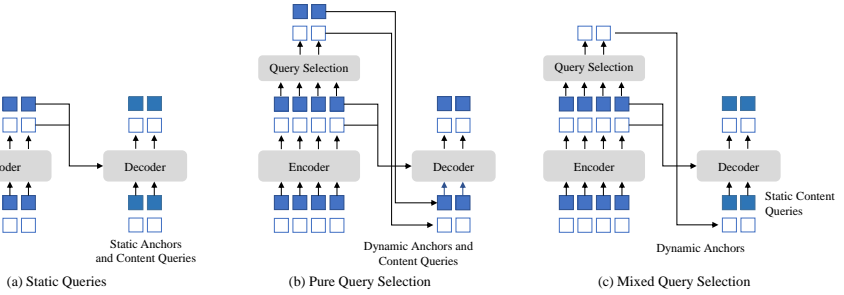 Query Selection
Query Selection
oder
Decoder
Encoder
Decoder
Encoder
Decoder
Static Content
Queries
Static Anchors
and Content Queries
Dynamic Anchors and
Content Queries
Dynamic Anchors
(a) Static Queries
(b) Pure Query Selection
(c) Mixed Query Selection